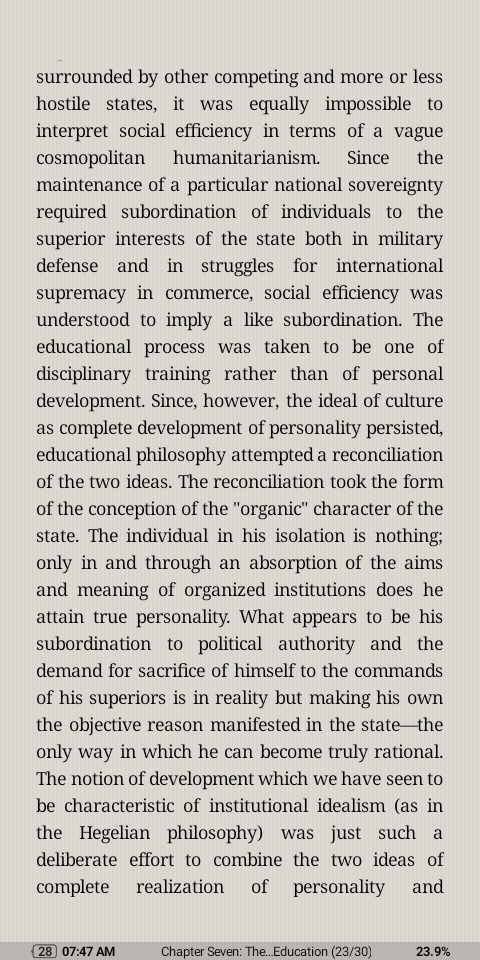 surrounded by other competing and more or less
hostile states, it was equally impossible to
interpret social efficiency in terms of a vague
cosmopolitan humanitarianism. Since the
maintenance of a particular national sovereignty
required subordination of individuals to the
superior interests of the state both in military
defense and in struggles for international
supremacy in commerce, social efficiency was
understood to imply a like subordination. The
educational process was taken to be one of
disciplinary training rather than of personal
development. Since, however, the ideal of culture
as complete development of personality persisted,
educational philosophy attempted a reconciliation
of the two ideas. The reconciliation took the form
of the conception of the "organic" character of the
state. The individual in his isolation is nothing;
only in and through an absorption of the aims
and meaning of organized institutions does he
attain true personality. What appears to be his
subordination to political authority and the
demand for sacrifice of himself to the commands
of his superiors is in reality but making his own
the objective reason manifested in the state—the
only way in which he can become truly rational.
The notion of development which we have seen to
be characteristic of institutional idealism (as in
the Hegelian philosophy) was just such a
deliberate effort to combine the two ideas of
complete realization of personality and
28 07:47 AM Chapter Seven: The...Education (23/30) 23.9%